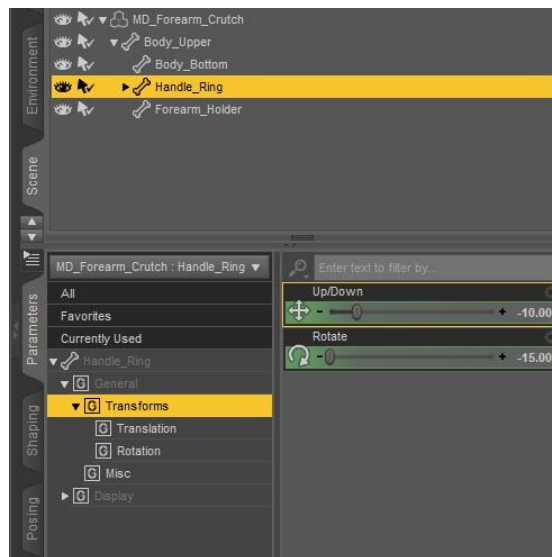 Environment
Scene
MD_Forearm_Crutch
Body_Upper
Body_Bottom
Handle_Ring
Forearm_Holder
Parameters
Shaping
Posing
MD_Forearm_Crutch : Handle_Ring
All
Favorites
Currently Used
Handle_Ring
G General
G Transforms
G Translation
G Rotation
G Misc
G Display
Enter text to filter by...
Up/Down
- + -10.00
Rotate
- + -15.00